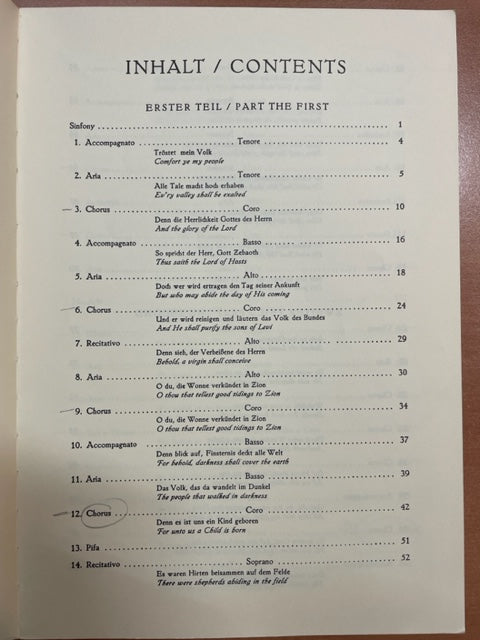 INHALT / CONTENTS
ERSTER TEIL / PART THE FIRST
Sinfony 1
1. Accompagnato Tenore 4
Tröstet mein Volk
Comfort ye my people
2. Aria Tenore 5
Alle Tale macht hoch erhaben
Ev'ry valley shall be exalted
3. Chorus Coro 10
Denn die Herrlichkeit Gottes des Herrn
And the glory of the Lord
4. Accompagnato Basso 16
So spricht der Herr, Gott Zebaoth
Thus saith the Lord of Hosts
5. Aria Alto 18
Doch wer wird ertragen den Tag seiner Ankunft
But who may abide the day of His coming
6. Chorus Coro 24
Und er wird reinigen und läutern das Volk des Bundes
And He shall purify the sons of Levi
7. Recitativo Alto 29
Denn sieh, der Verheißene des Herrn
Behold, a virgin shall conceive
8. Aria Alto 30
O du, die Wonne verkündet in Zion
O thou that tellest good tidings to Zion
9. Chorus Coro 34
O du, die Wonne verkündet in Zion
O thou that tellest good tidings to Zion
10. Accompagnato Basso 37
Denn blick auf, Finsternis deckt alle Welt
For behold, darkness shall cover the earth
11. Aria Basso 39
Das Volk, das da wandelt im Dunkel
The people that walked in darkness
12. Chorus Coro 42
Denn es ist uns ein Kind geboren
For unto us a Child is born
13. Pifa 51
14. Recitativo Soprano 52
Es waren Hirten beisammen auf dem Felde
There were shepherds abiding in the field